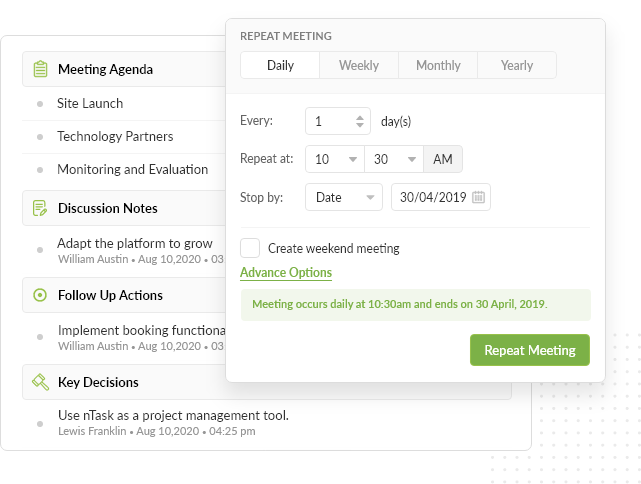 REPEAT MEETING
Daily Weekly Monthly Yearly
Every: 1 day(s)
Repeat at: 10 30 AM
Stop by: Date 30/04/2019
Create weekend meeting
Advance Options
Meeting occurs daily at 10:30am and ends on 30 April, 2019.
Repeat Meeting
Meeting Agenda
Site Launch
Technology Partners
Monitoring and Evaluation
Discussion Notes
Adapt the platform to grow
William Austin • Aug 10,2020 • 03
Follow Up Actions
Implement booking
William Austin • Aug 10,2020 • 03
Key Decisions
Use nTask as a project management tool.
Lewis Franklin • Aug 10,2020 • 04:25 pm